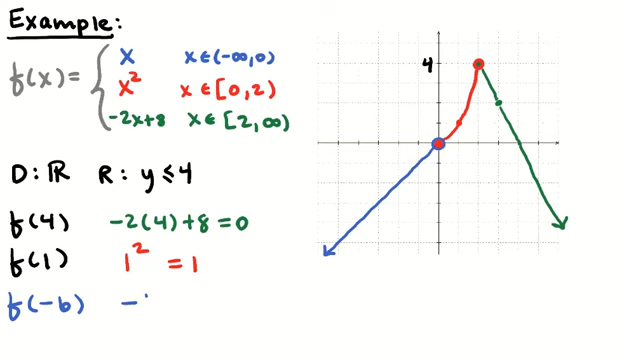 Example:
f(x) = { x x∈(-∞,0)
x² x∈[0,2)
-2x+8 x∈[2,∞)
D: ℝ R: y≤4
f(4) -2(4)+8=0
f(1) 1² = 1
f(-6) -
4